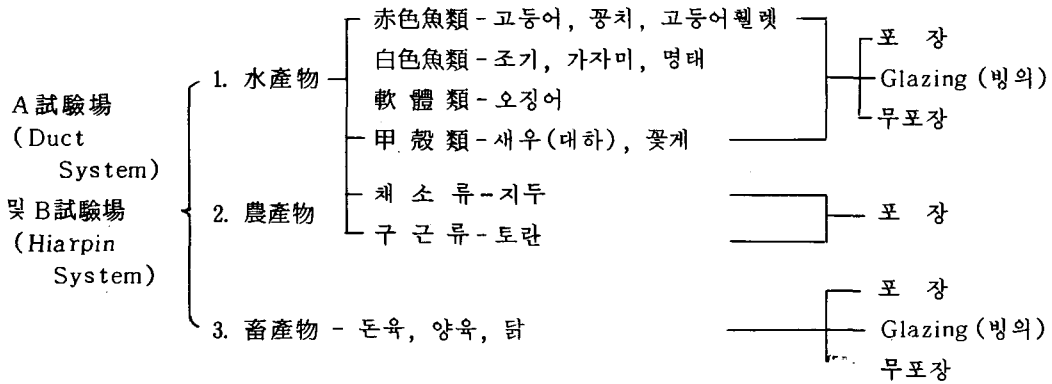 A試驗場
(Duct
System)
및 B試驗場
(Hiarpin
System)
1. 水產物
赤色魚類 - 고등어, 꽁치, 고등어휠렛
白色魚類 - 조기, 가자미, 명태
軟體類 - 오징어
甲殼類 - 새우(대하), 꽃게
포장
Glazing (빙의)
무포장
2. 農產物
채소류 - 지두
구근류 - 토란
포장
3. 畜產物 - 돈육, 양육, 닭
포장
Glazing (빙의)
무포장